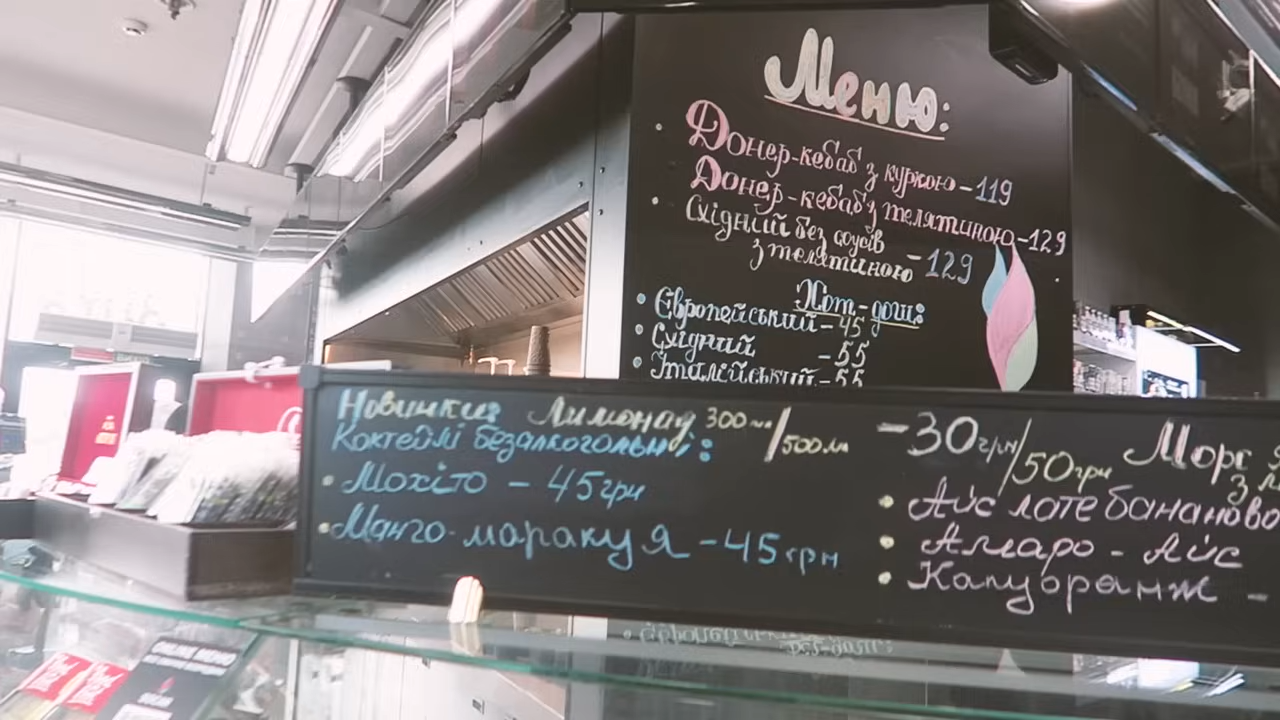 Меню:
Донер-кебаб з куркою - 119
Донер-кебаб з телятиною - 129
Східний без соусів
з телятиною - 129
Хот-доги:
Європейський - 45
Східний - 55
Італійський - 55
Новинки: Лимонад 300мл/500мл - 30грн/50грн Морс
Коктейлі безалкогольні:
Мохіто - 45грн
Манго-маракуя - 45грн
Айс лате бананово
Амаро - Айс
Капуоранж -